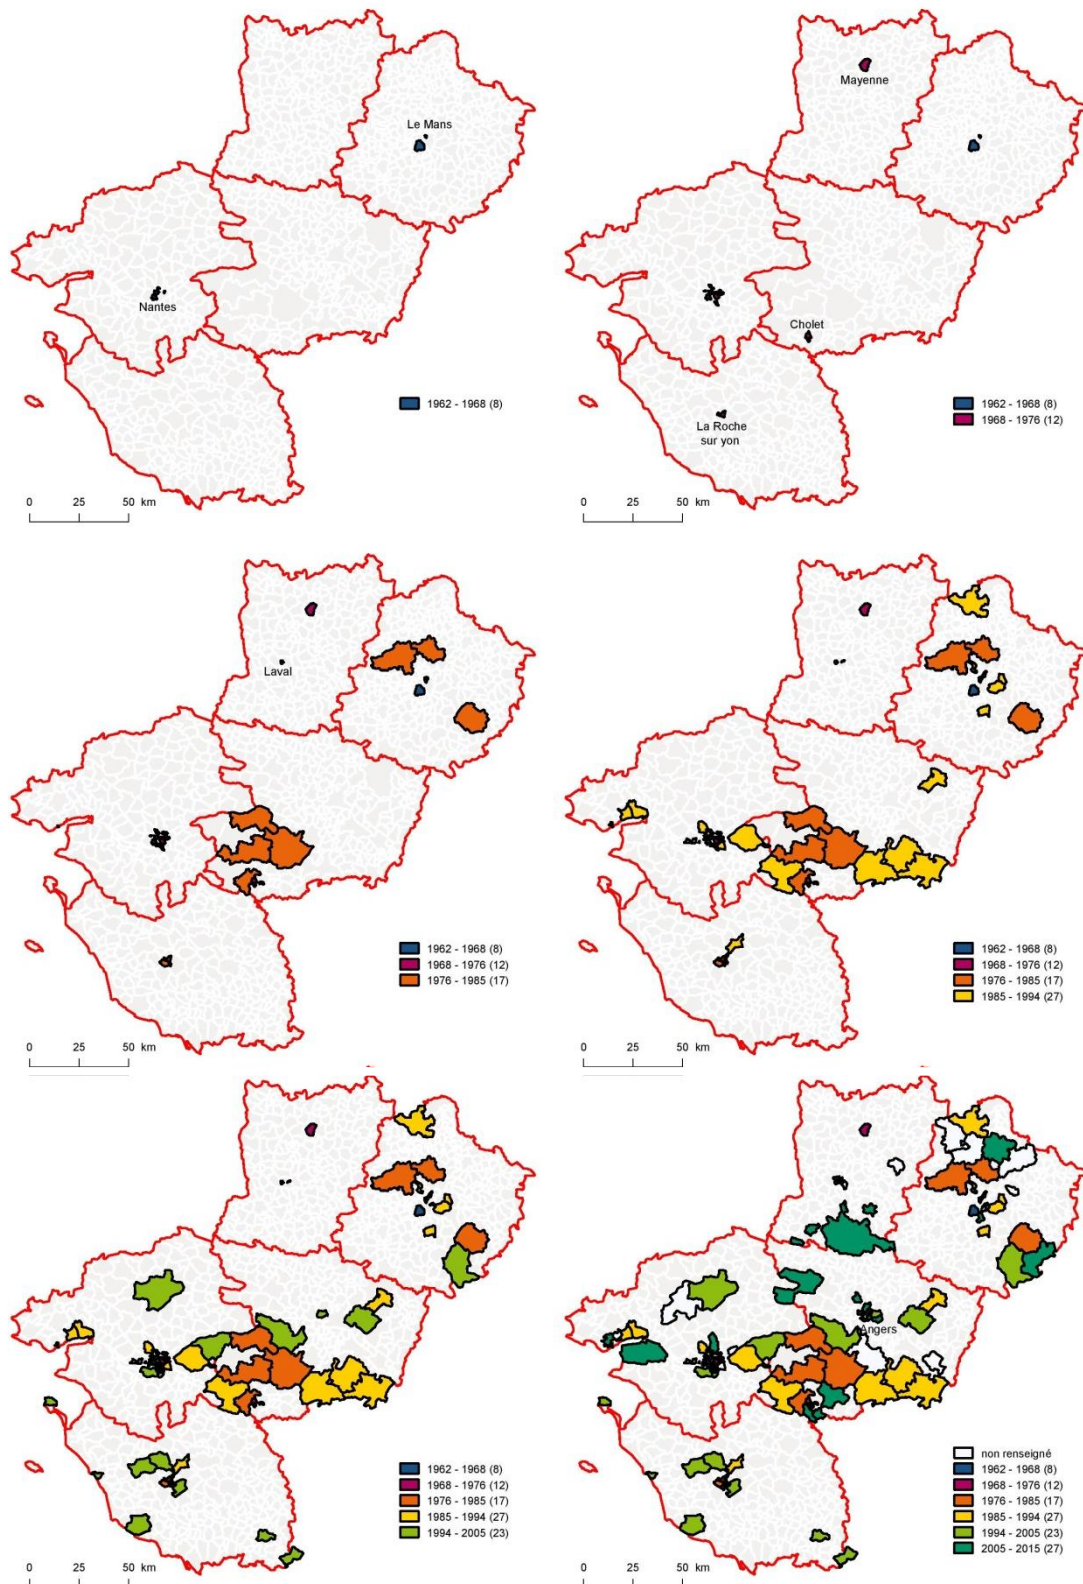 Le Mans
Nantes
1962 - 1968 (8)
0 25 50 km
Mayenne
Cholet
La Roche
sur yon
1962 - 1968 (8)
1968 - 1976 (12)
0 25 50 km
Laval
1962 - 1968 (8)
1968 - 1976 (12)
1976 - 1985 (17)
0 25 50 km
1962 - 1968 (8)
1968 - 1976 (12)
1976 - 1985 (17)
1985 - 1994 (27)
0 25 50 km
1962 - 1968 (8)
1968 - 1976 (12)
1976 - 1985 (17)
1985 - 1994 (27)
1994 - 2005 (23)
0 25 50 km
Angers
non renseigné
1962 - 1968 (8)
1968 - 1976 (12)
1976 - 1985 (17)
1985 - 1994 (27)
1994 - 2005 (23)
2005 - 2015 (27)
0 25 50 km